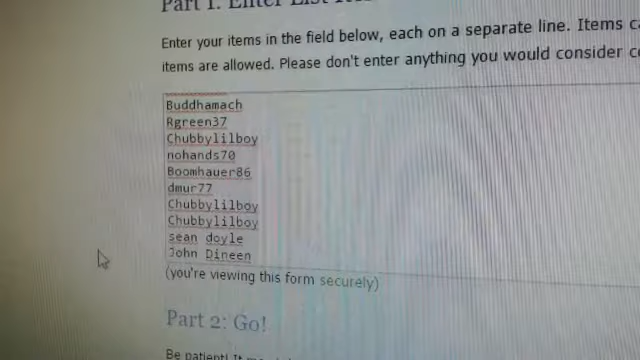 Part 1: Enter List
Enter your items in the field below, each on a separate line. Items
items are allowed. Please don't enter anything you would consider
Buddhamach
Rgreen37
Chubbylilboy
nohands70
Boomhauer86
dmur77
Chubbylilboy
Chubbylilboy
sean doyle
John Dineen
(you're viewing this form securely)
Part 2: Go!
Be patient! It